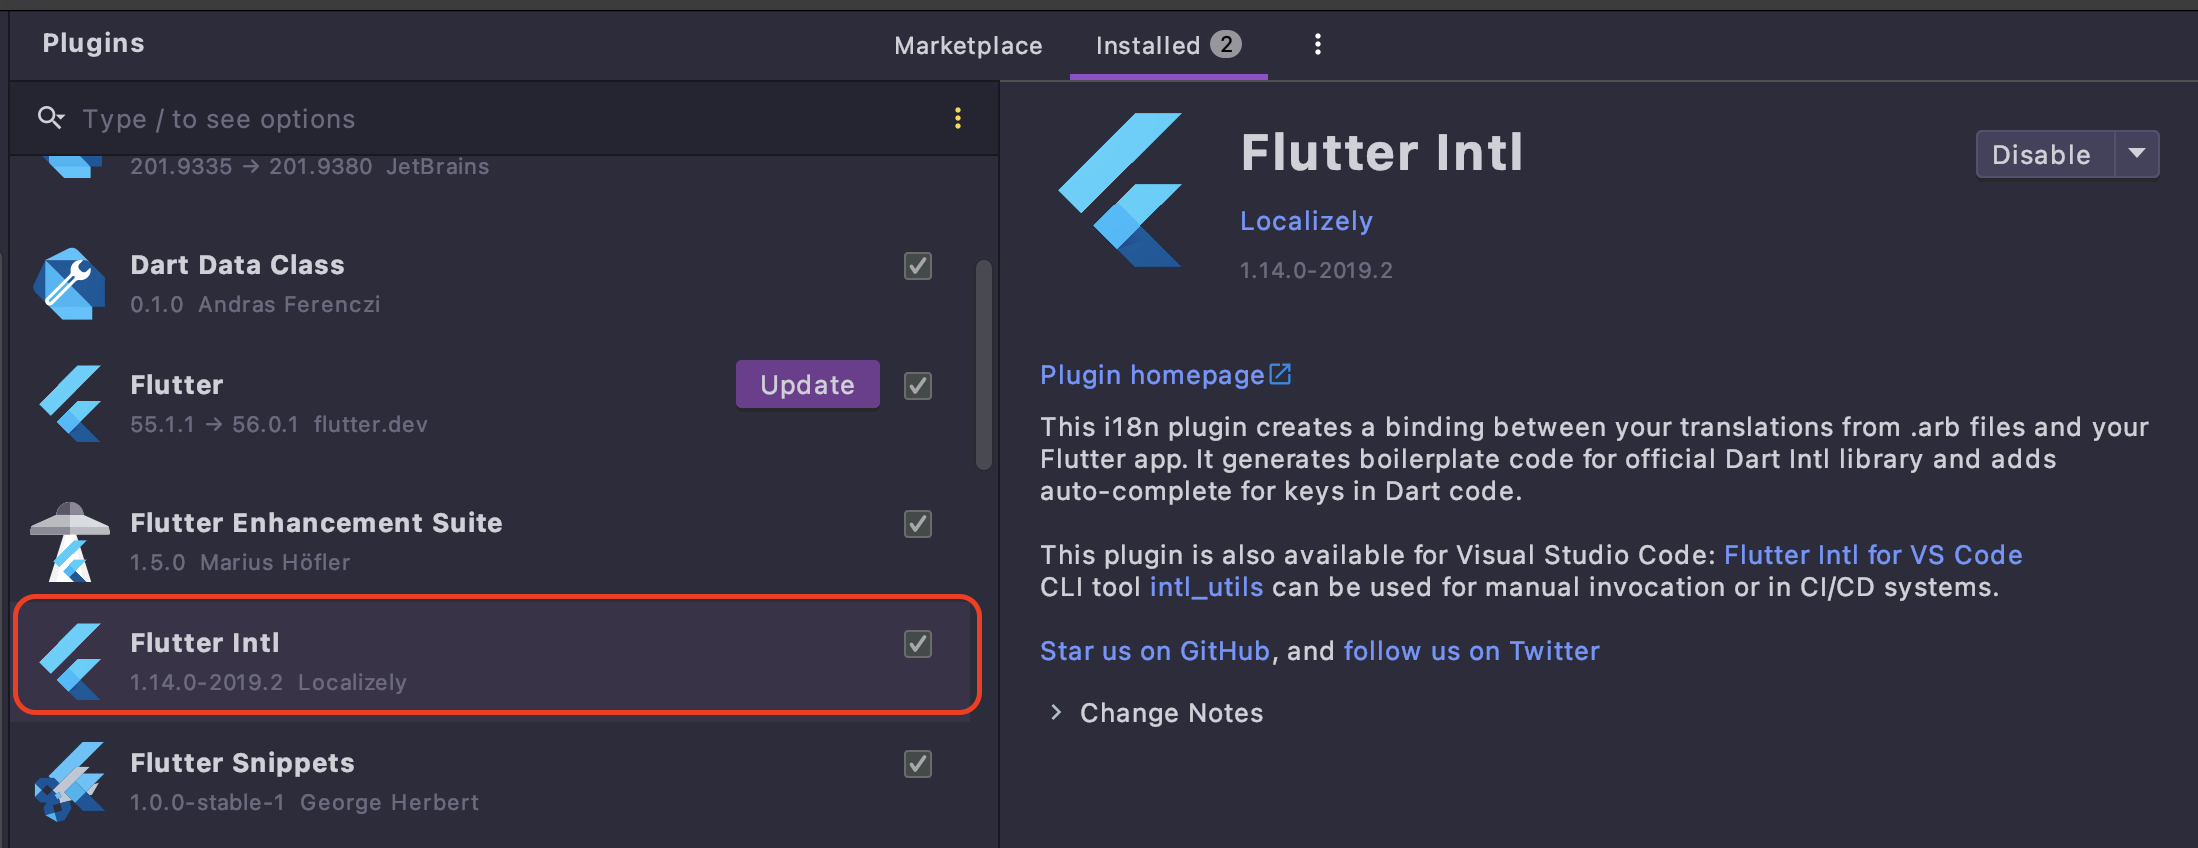 Plugins
Marketplace
Installed 2
Type / to see options
201.9335 → 201.9380 JetBrains
Dart Data Class
0.1.0 Andras Ferenczi
Flutter
Update
55.1.1 → 56.0.1 flutter.dev
Flutter Enhancement Suite
1.5.0 Marius Höfler
Flutter Intl
1.14.0-2019.2 Localizely
Flutter Snippets
1.0.0-stable-1 George Herbert
Flutter Intl
Disable
Localizely
1.14.0-2019.2
Plugin homepage
This i18n plugin creates a binding between your translations from .arb files and your
Flutter app. It generates boilerplate code for official Dart Intl library and adds
auto-complete for keys in Dart code.
This plugin is also available for Visual Studio Code: Flutter Intl for VS Code
CLI tool intl_utils can be used for manual invocation or in CI/CD systems.
Star us on GitHub, and follow us on Twitter
Change Notes